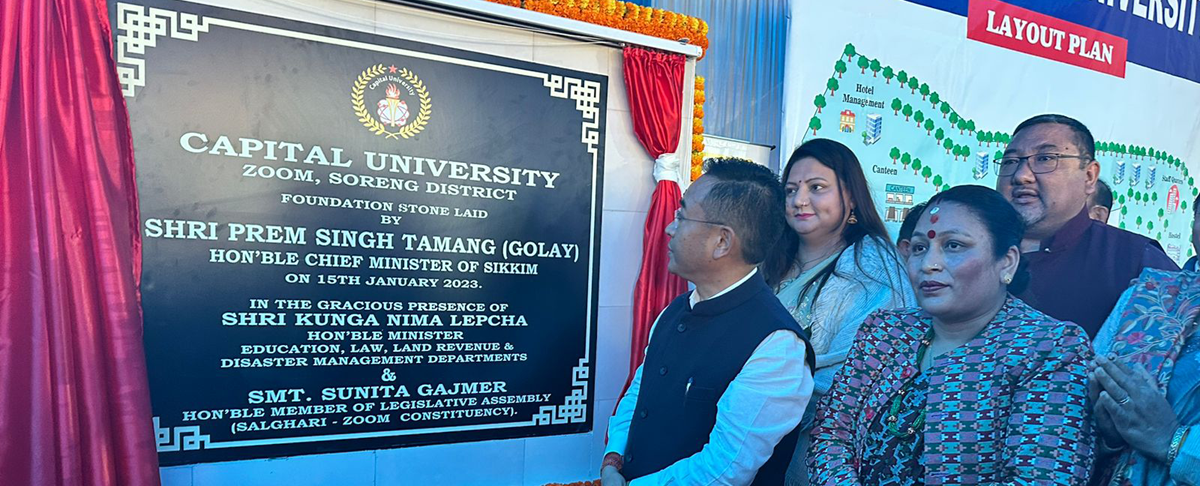 Capital University
CAPITAL UNIVERSITY
ZOOM, SORENG DISTRICT
FOUNDATION STONE LAID
BY
SHRI PREM SINGH TAMANG (GOLAY)
HON'BLE CHIEF MINISTER OF SIKKIM
ON 15TH JANUARY 2023.
IN THE GRACIOUS PRESENCE OF
SHRI KUNGA NIMA LEPCHA
HON'BLE MINISTER
EDUCATION, LAW, LAND REVENUE &
DISASTER MANAGEMENT DEPARTMENTS
&
SMT. SUNITA GAJMER
HON'BLE MEMBER OF LEGISLATIVE ASSEMBLY
(SALGHARI - ZOOM CONSTITUENCY).
LAYOUT PLAN
Hotel
Management
Canteen
CANTEEN